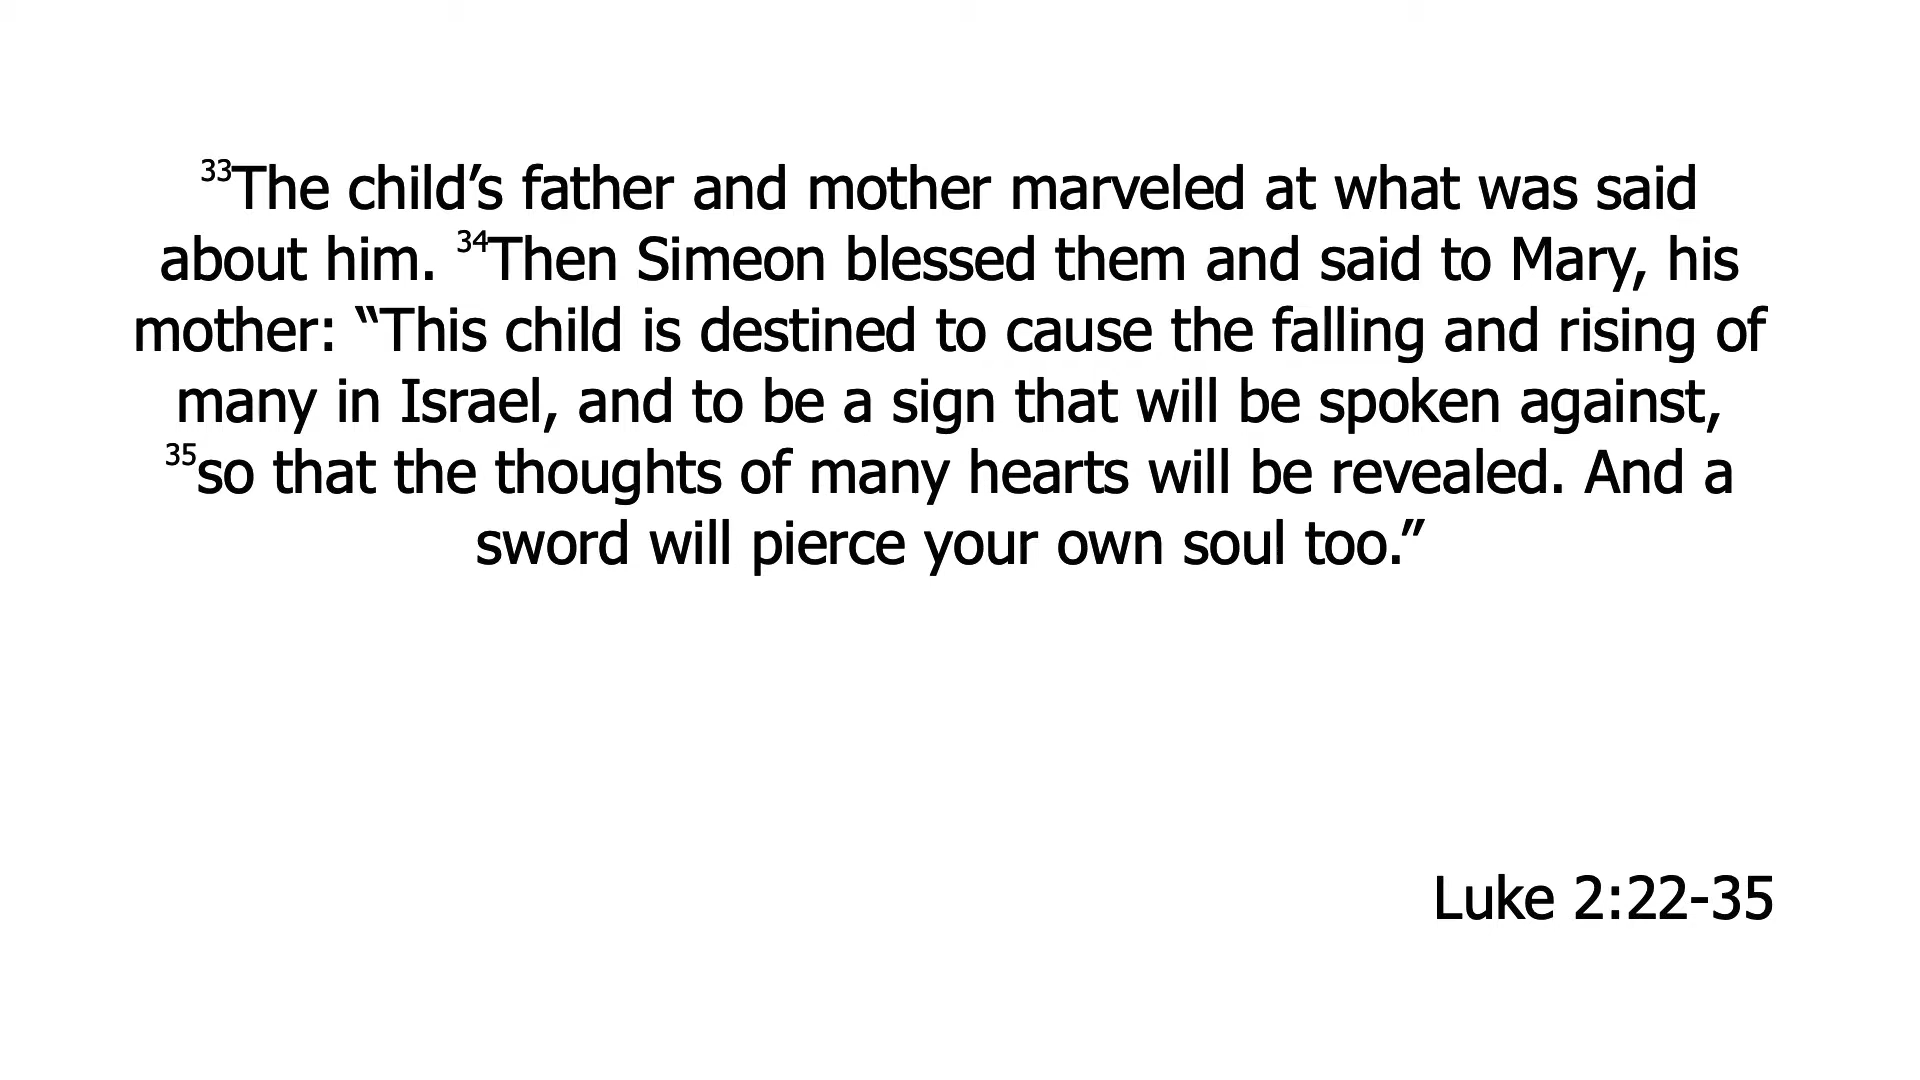 ³³The child’s father and mother marveled at what was said
about him. ³⁴Then Simeon blessed them and said to Mary, his
mother: “This child is destined to cause the falling and rising of
many in Israel, and to be a sign that will be spoken against,
³⁵so that the thoughts of many hearts will be revealed. And a
sword will pierce your own soul too.”
Luke 2:22-35